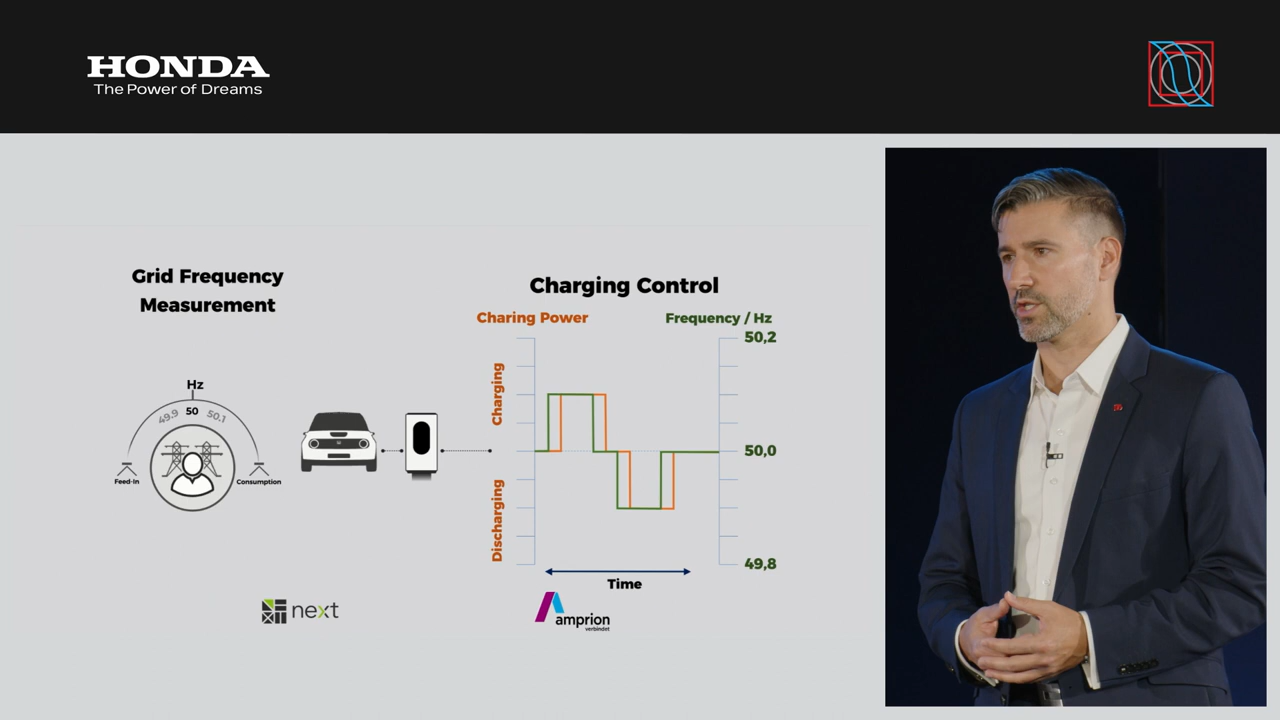 HONDA
The Power of Dreams
Grid Frequency
Measurement
Hz
49.9 50 50.1
Feed-In
Consumption
Charging Control
Charing Power
Frequency / Hz
50,2
Charging
50,0
Discharging
49,8
Time
next
amprion
verbindet